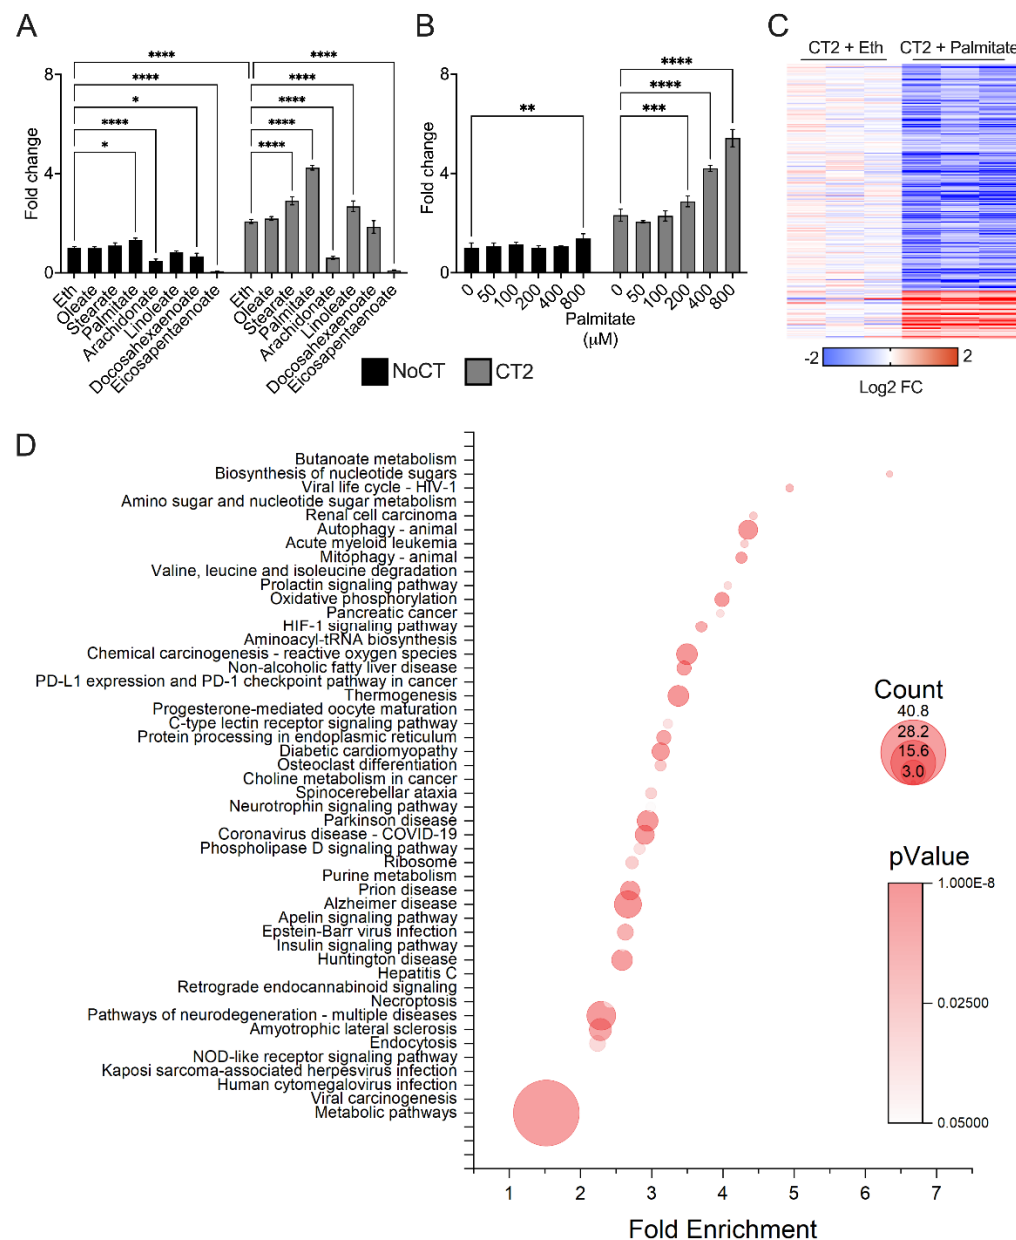 A
B
C
****
****
****
****
*
****
****
****
*
****
****
8
4
0
Fold change
Eth
Oleate
Stearate
Palmitate
Arachidonate
Linoleate
Docosahexaenoate
Eicosapentaenoate
Eth
Oleate
Stearate
Palmitate
Arachidonate
Linoleate
Docosahexaenoate
Eicosapentaenoate
****
****
**
***
8
4
0
Fold change
0
50
100
200
400
800
0
50
100
200
400
800
Palmitate
(μM)
NoCT
CT2
CT2 + Eth
CT2 + Palmitate
-2
2
Log2 FC
D
Butanoate metabolism
Biosynthesis of nucleotide sugars
Viral life cycle - HIV-1
Amino sugar and nucleotide sugar metabolism
Renal cell carcinoma
Autophagy - animal
Acute myeloid leukemia
Mitophagy - animal
Valine, leucine and isoleucine degradation
Prolactin signaling pathway
Oxidative phosphorylation
Pancreatic cancer
HIF-1 signaling pathway
Aminoacyl-tRNA biosynthesis
Chemical carcinogenesis - reactive oxygen species
Non-alcoholic fatty liver disease
PD-L1 expression and PD-1 checkpoint pathway in cancer
Thermogenesis
Progesterone-mediated oocyte maturation
C-type lectin receptor signaling pathway
Protein processing in endoplasmic reticulum
Diabetic cardiomyopathy
Osteoclast differentiation
Choline metabolism in cancer
Spinocerebellar ataxia
Neurotrophin signaling pathway
Parkinson disease
Coronavirus disease - COVID-19
Phospholipase D signaling pathway
Ribosome
Purine metabolism
Prion disease
Alzheimer disease
Apelin signaling pathway
Epstein-Barr virus infection
Insulin signaling pathway
Huntington disease
Hepatitis C
Retrograde endocannabinoid signaling
Necroptosis
Pathways of neurodegeneration - multiple diseases
Amyotrophic lateral sclerosis
Endocytosis
NOD-like receptor signaling pathway
Kaposi sarcoma-associated herpesvirus infection
Human cytomegalovirus infection
Viral carcinogenesis
Metabolic pathways
Count
40.8
28.2
15.6
3.0
pValue
1.000E-8
0.02500
0.05000
1
2
3
4
5
6
7
Fold Enrichment